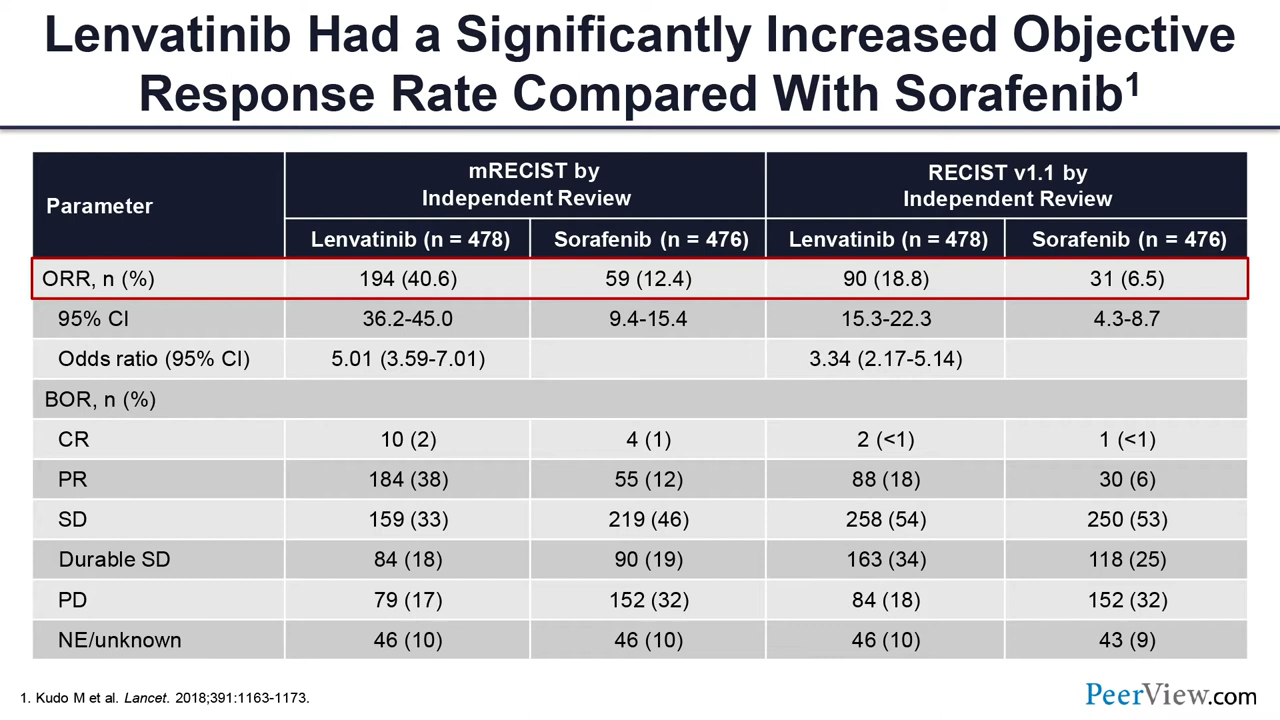 Lenvatinib Had a Significantly Increased Objective
Response Rate Compared With Sorafenib1
Parameter
mRECIST by
Independent Review
RECIST v1.1 by
Independent Review
Lenvatinib (n = 478) Sorafenib (n = 476) Lenvatinib (n = 478) Sorafenib (n = 476)
ORR, n (%) 194 (40.6) 59 (12.4) 90 (18.8) 31 (6.5)
95% CI 36.2-45.0 9.4-15.4 15.3-22.3 4.3-8.7
Odds ratio (95% CI) 5.01 (3.59-7.01) 3.34 (2.17-5.14)
BOR, n (%)
CR 10 (2) 4 (1) 2 (<1) 1 (<1)
PR 184 (38) 55 (12) 88 (18) 30 (6)
SD 159 (33) 219 (46) 258 (54) 250 (53)
Durable SD 84 (18) 90 (19) 163 (34) 118 (25)
PD 79 (17) 152 (32) 84 (18) 152 (32)
NE/unknown 46 (10) 46 (10) 46 (10) 43 (9)
1. Kudo M et al. Lancet. 2018;391:1163-1173.
PeerView.com